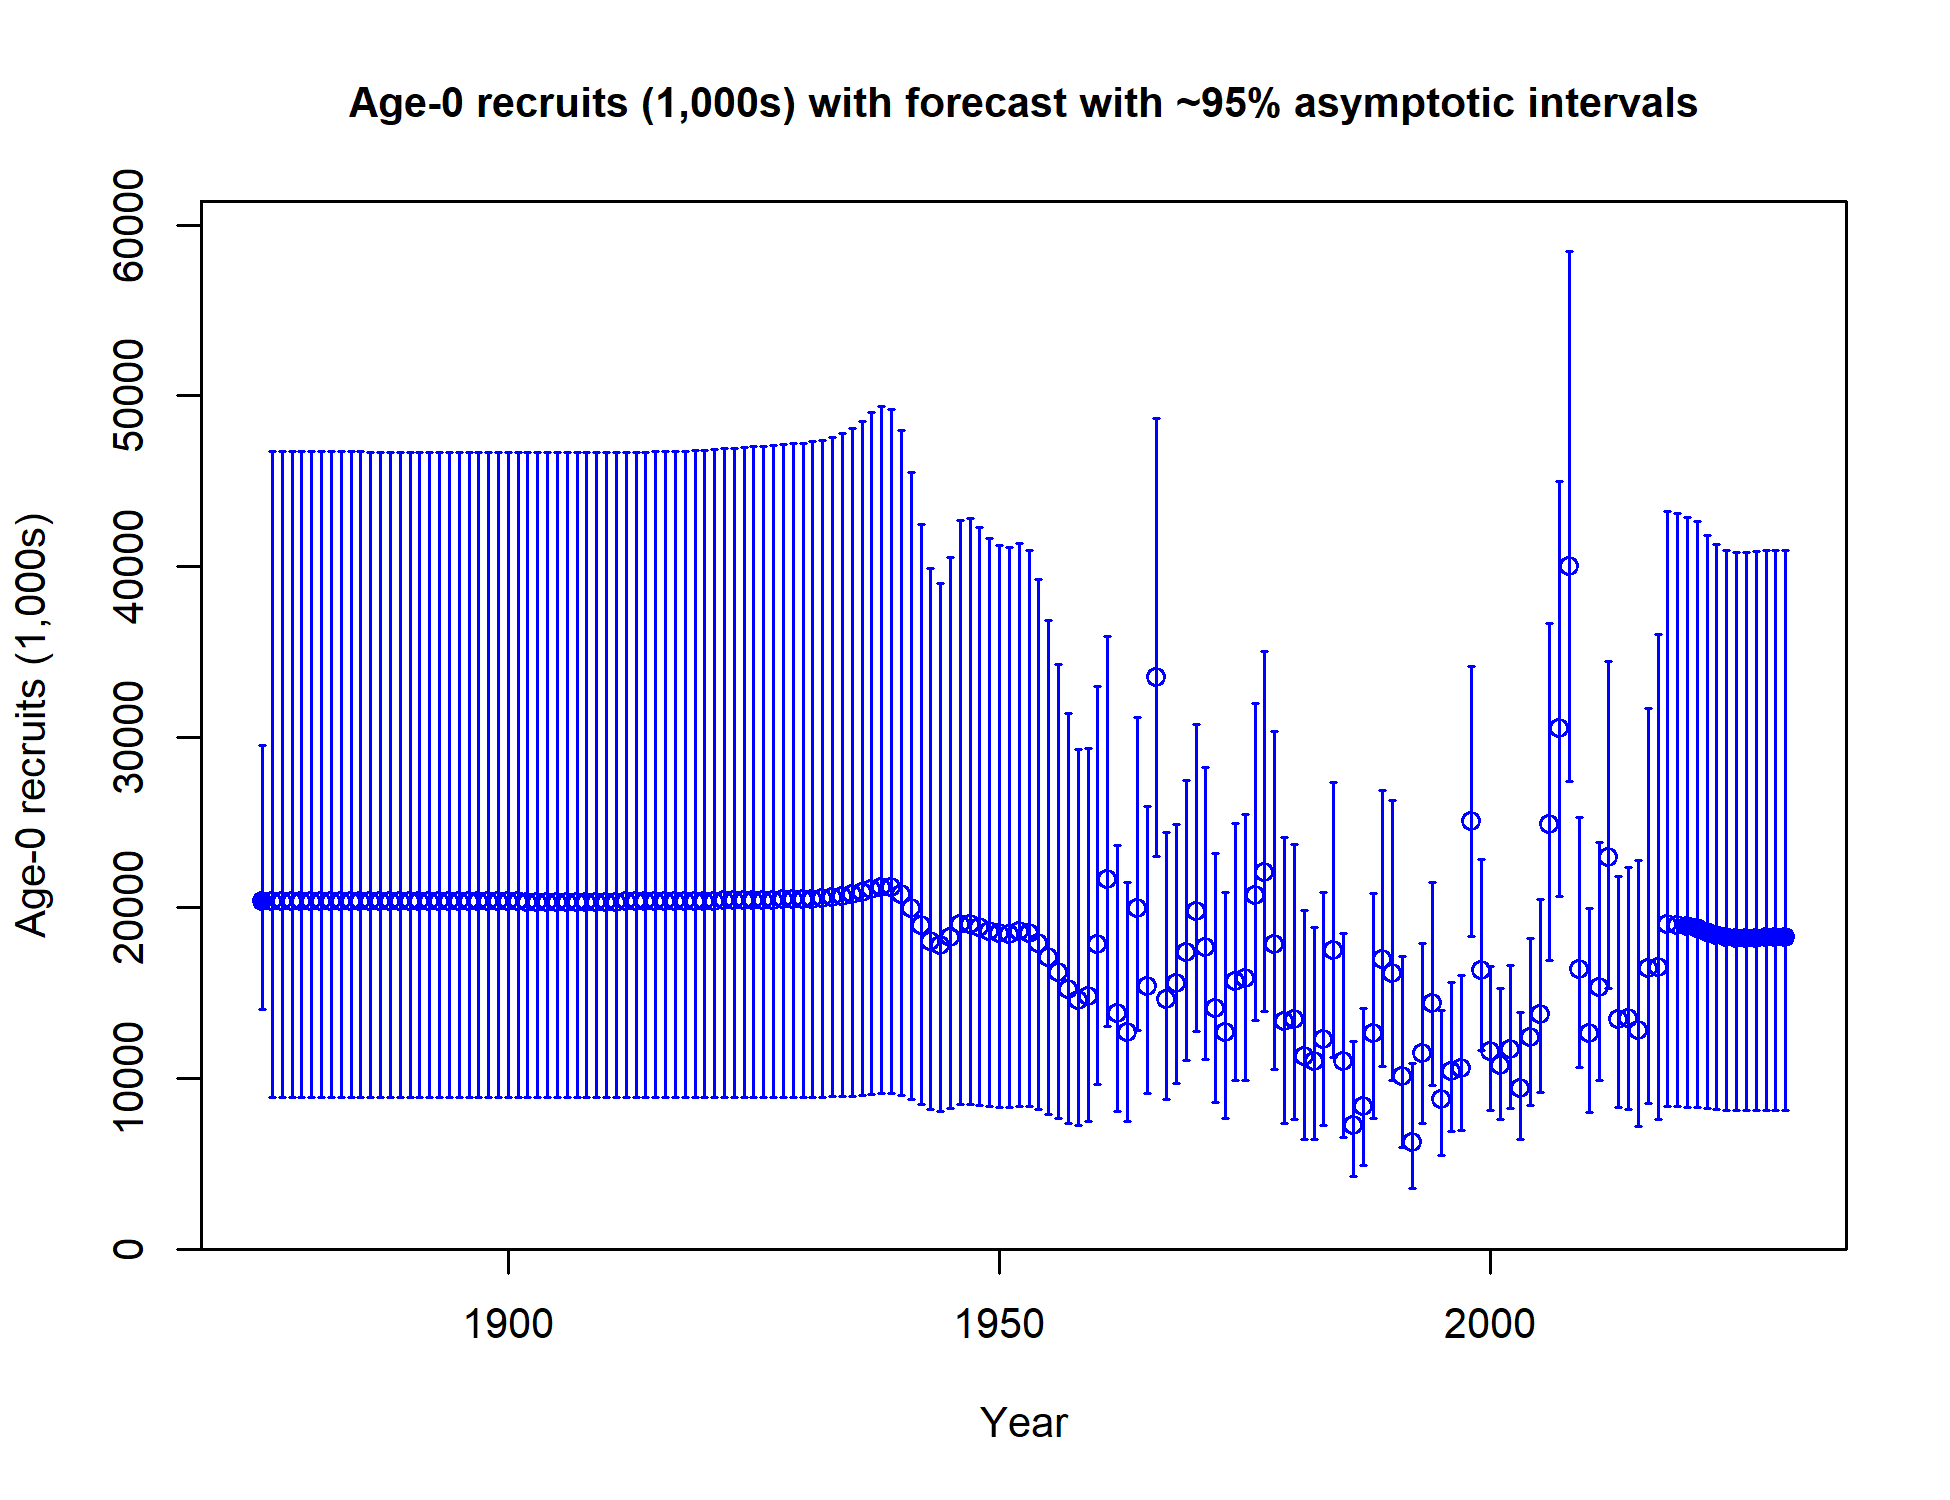 Age-0 recruits (1,000s) with forecast with ~95% asymptotic intervals
Age-0 recruits (1,000s)
60000
50000
40000
30000
20000
10000
0
1900 1950 2000
Year